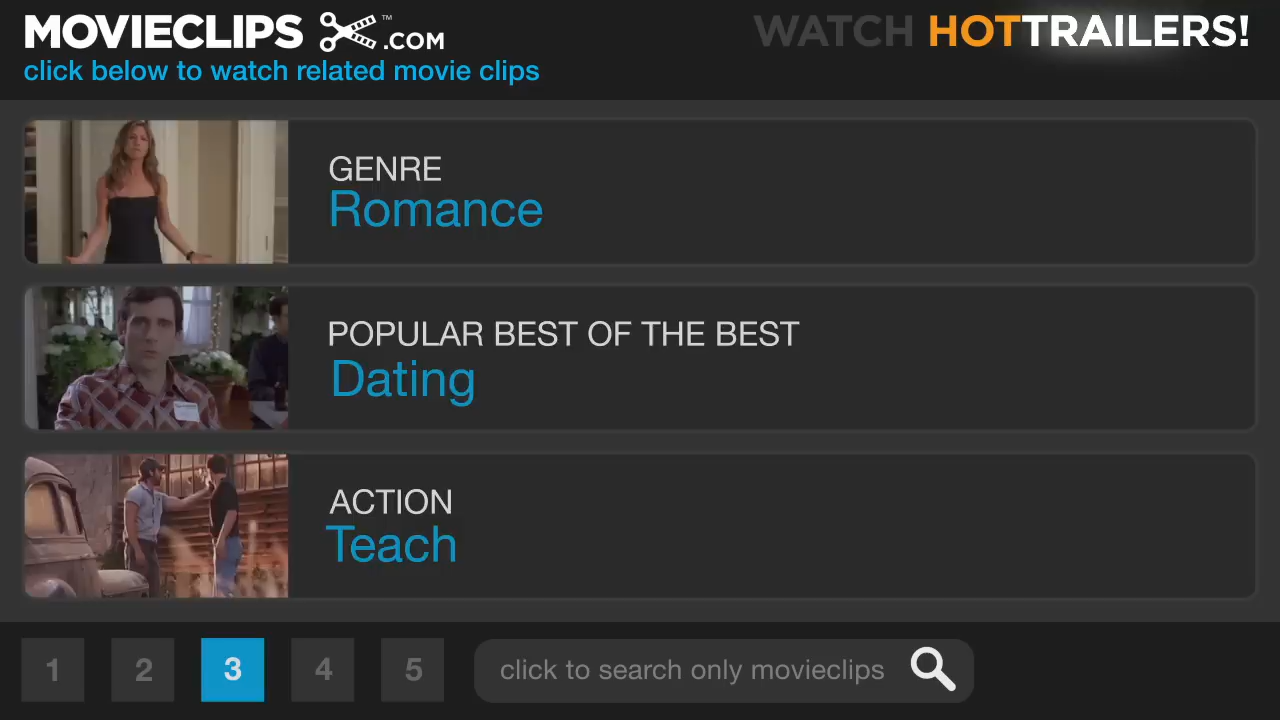 MOVIECLIPS ™ .COM
WATCH HOTTRAILERS!
click below to watch related movie clips
GENRE
Romance
POPULAR BEST OF THE BEST
Dating
ACTION
Teach
1 2 3 4 5
click to search only movieclips